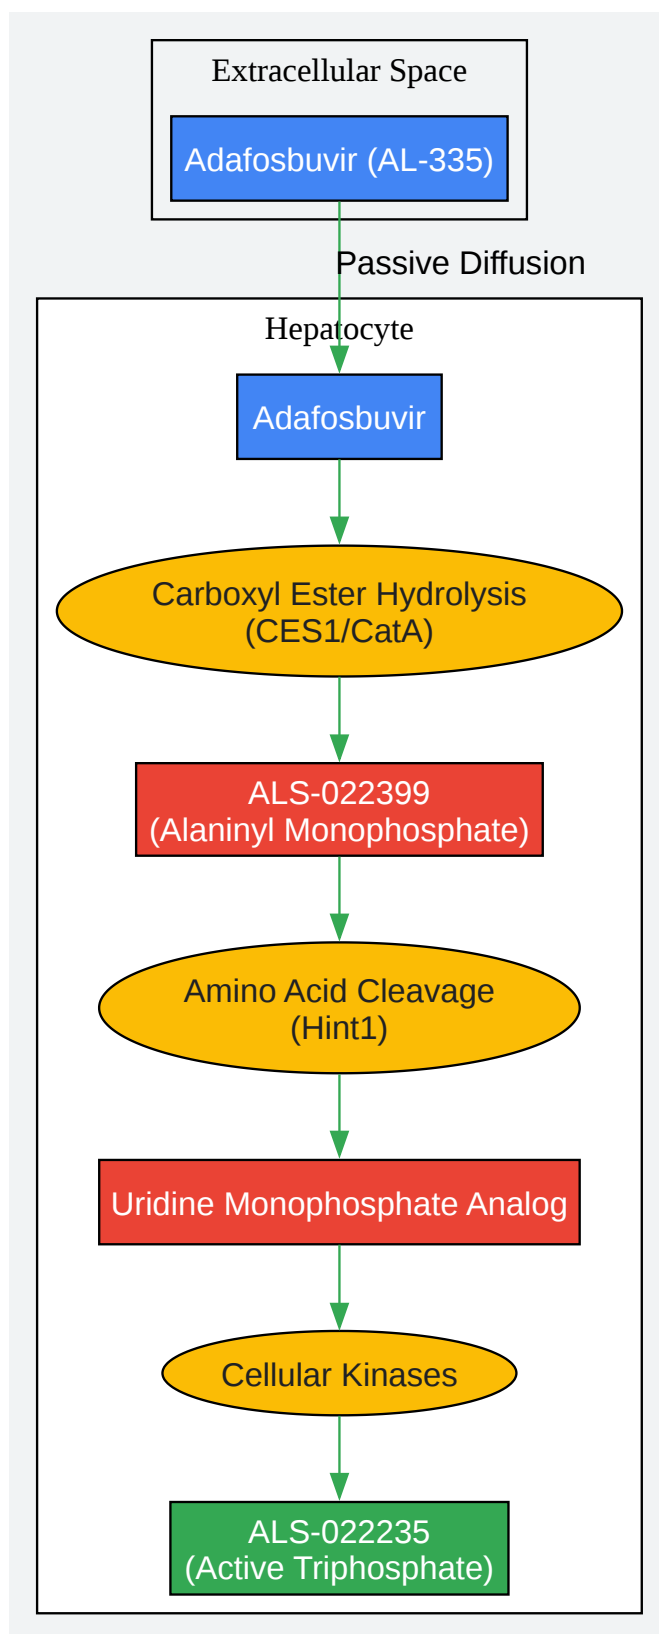 Extracellular Space
Adafosbuvir (AL-335)
Passive Diffusion
Hepatocyte
Adafosbuvir
Carboxyl Ester Hydrolysis
(CES1/CatA)
ALS-022399
(Alaninyl Monophosphate)
Amino Acid Cleavage
(Hint1)
Uridine Monophosphate Analog
Cellular Kinases
ALS-022235
(Active Triphosphate)